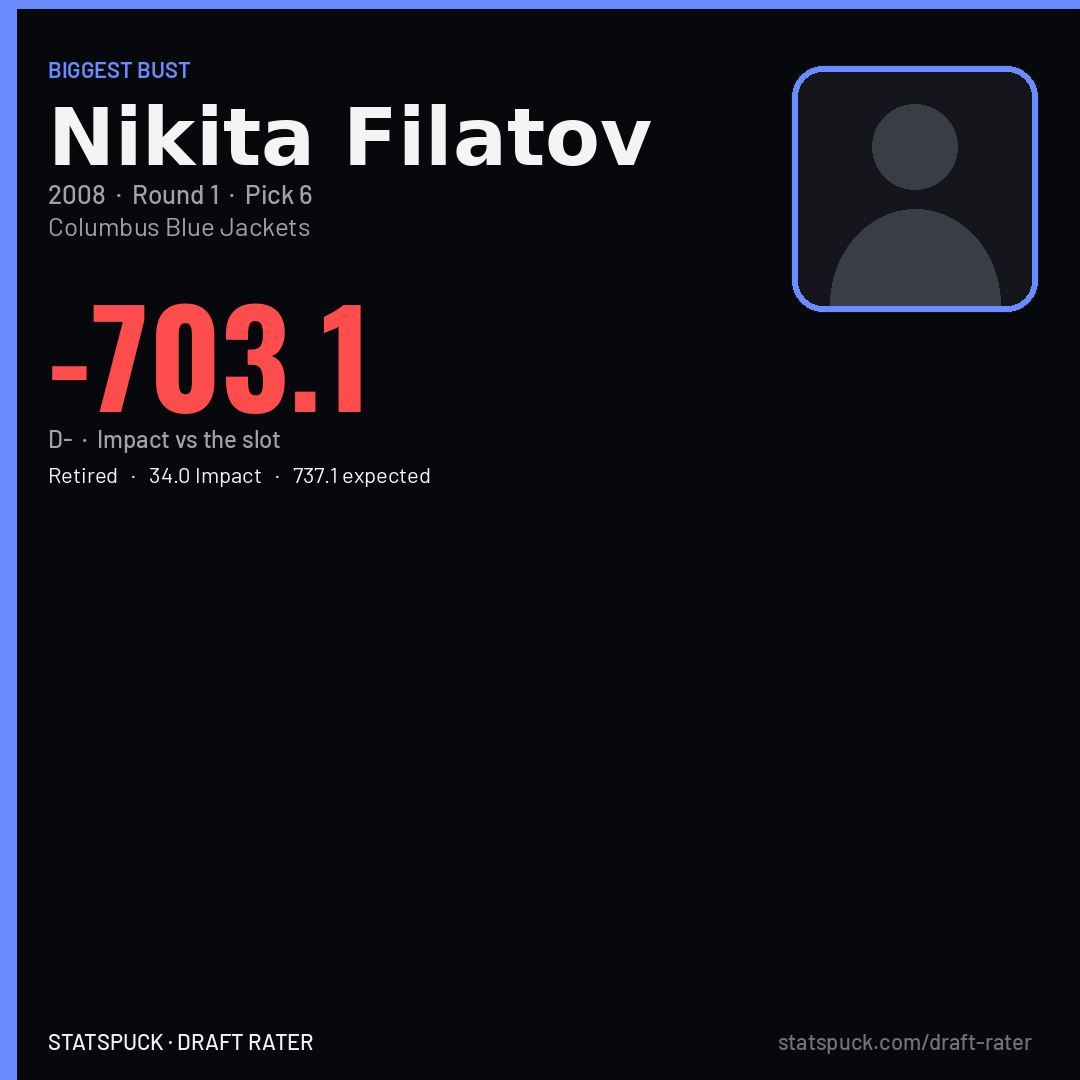 BIGGEST BUST
Nikita Filatov
2008 · Round 1 · Pick 6
Columbus Blue Jackets
-703.1
D- · Impact vs the slot
Retired · 34.0 Impact · 737.1 expected
STATSPUCK · DRAFT RATER
statspuck.com/draft-rater